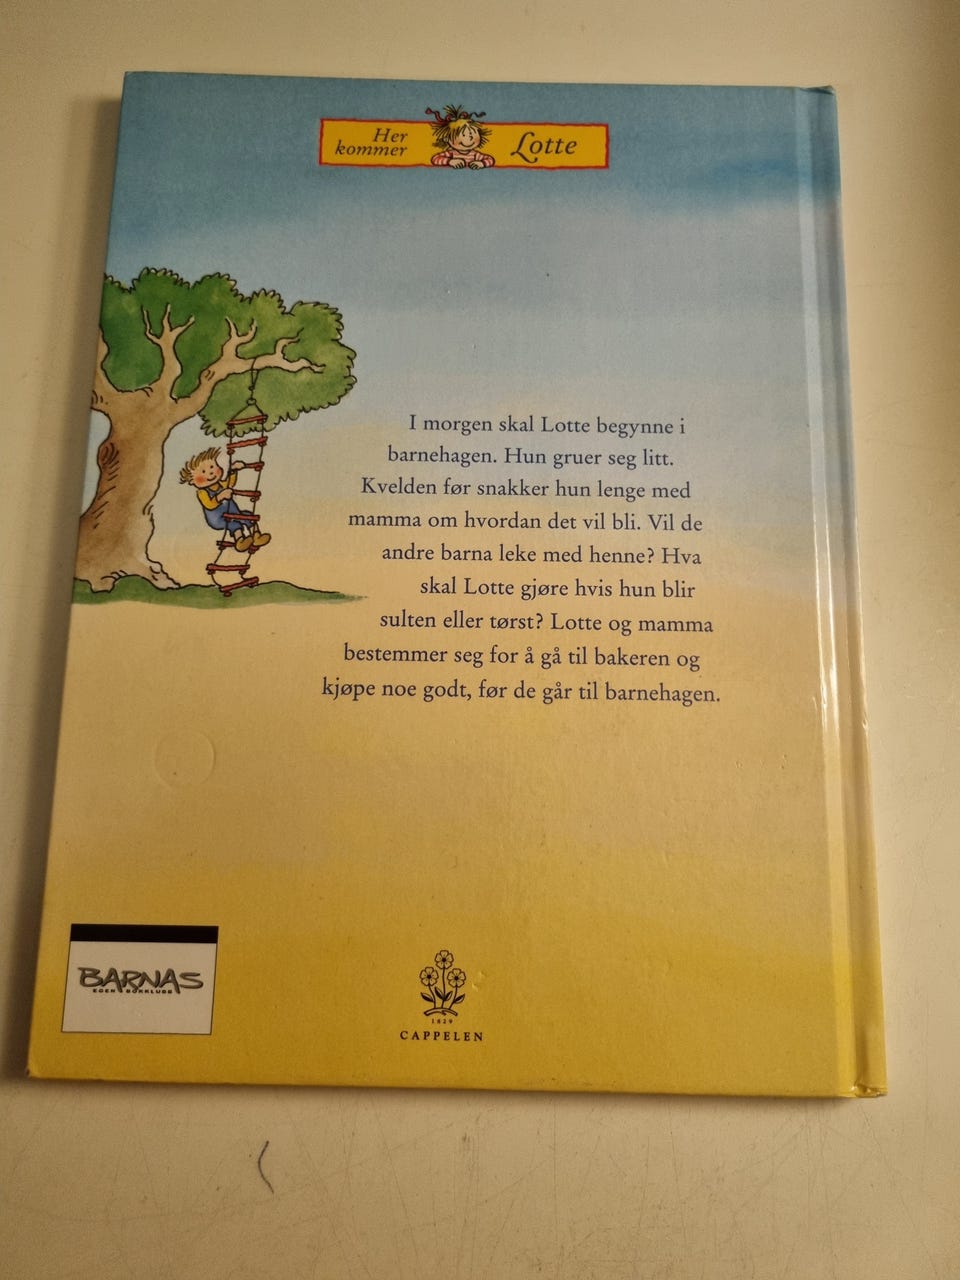 Her
kommer
Lotte
I morgen skal Lotte begynne i
barnehagen. Hun gruer seg litt.
Kvelden før snakker hun lenge med
mamma om hvordan det vil bli. Vil de
andre barna leke med henne? Hva
skal Lotte gjøre hvis hun blir
sulten eller tørst? Lotte og mamma
bestemmer seg for å gå til bakeren og
kjøpe noe godt, før de går til barnehagen.
BARNAS
EGEN BOKKLUBB
1829
CAPPELEN